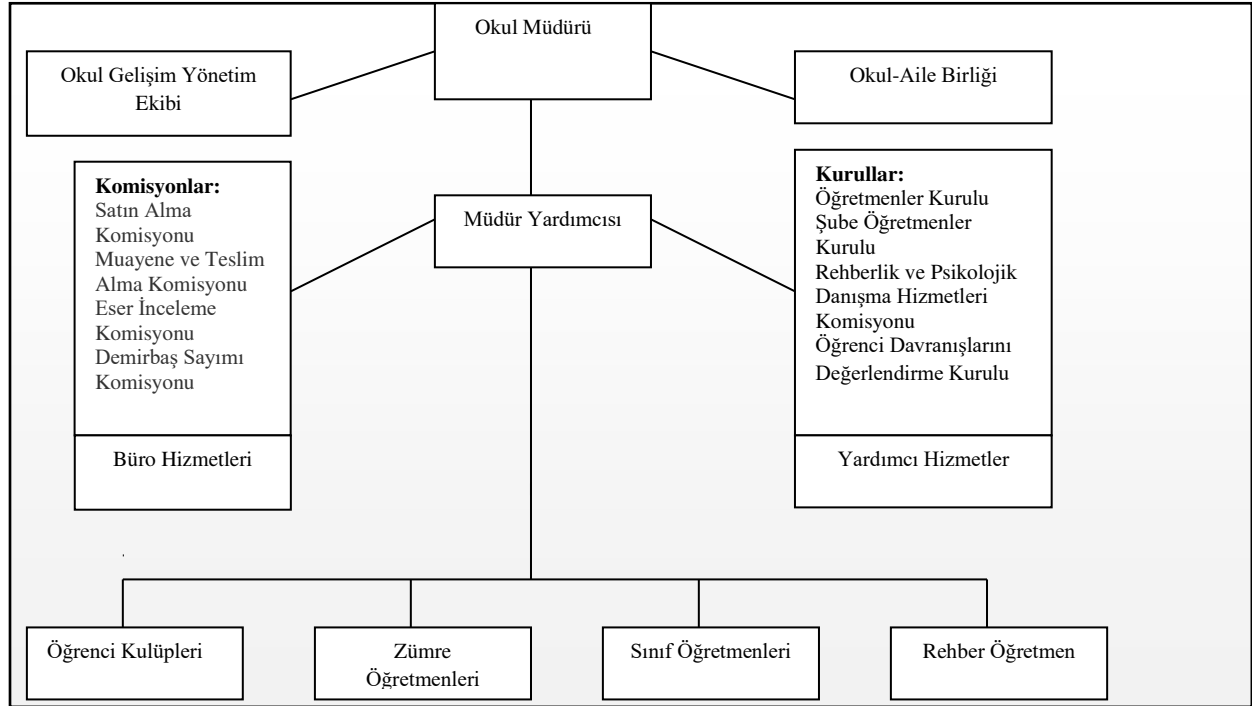 Okul Müdürü
Okul Gelişim Yönetim
Ekibi
Okul-Aile Birliği
Komisyonlar:
Satın Alma
Komisyonu
Muayene ve Teslim
Alma Komisyonu
Eser İnceleme
Komisyonu
Demirbaş Sayımı
Komisyonu
Müdür Yardımcısı
Kurullar:
Öğretmenler Kurulu
Şube Öğretmenler
Kurulu
Rehberlik ve Psikolojik
Danışma Hizmetleri
Komisyonu
Öğrenci Davranışlarını
Değerlendirme Kurulu
Büro Hizmetleri
Yardımcı Hizmetler
Öğrenci Kulüpleri
Zümre
Öğretmenleri
Sınıf Öğretmenleri
Rehber Öğretmen